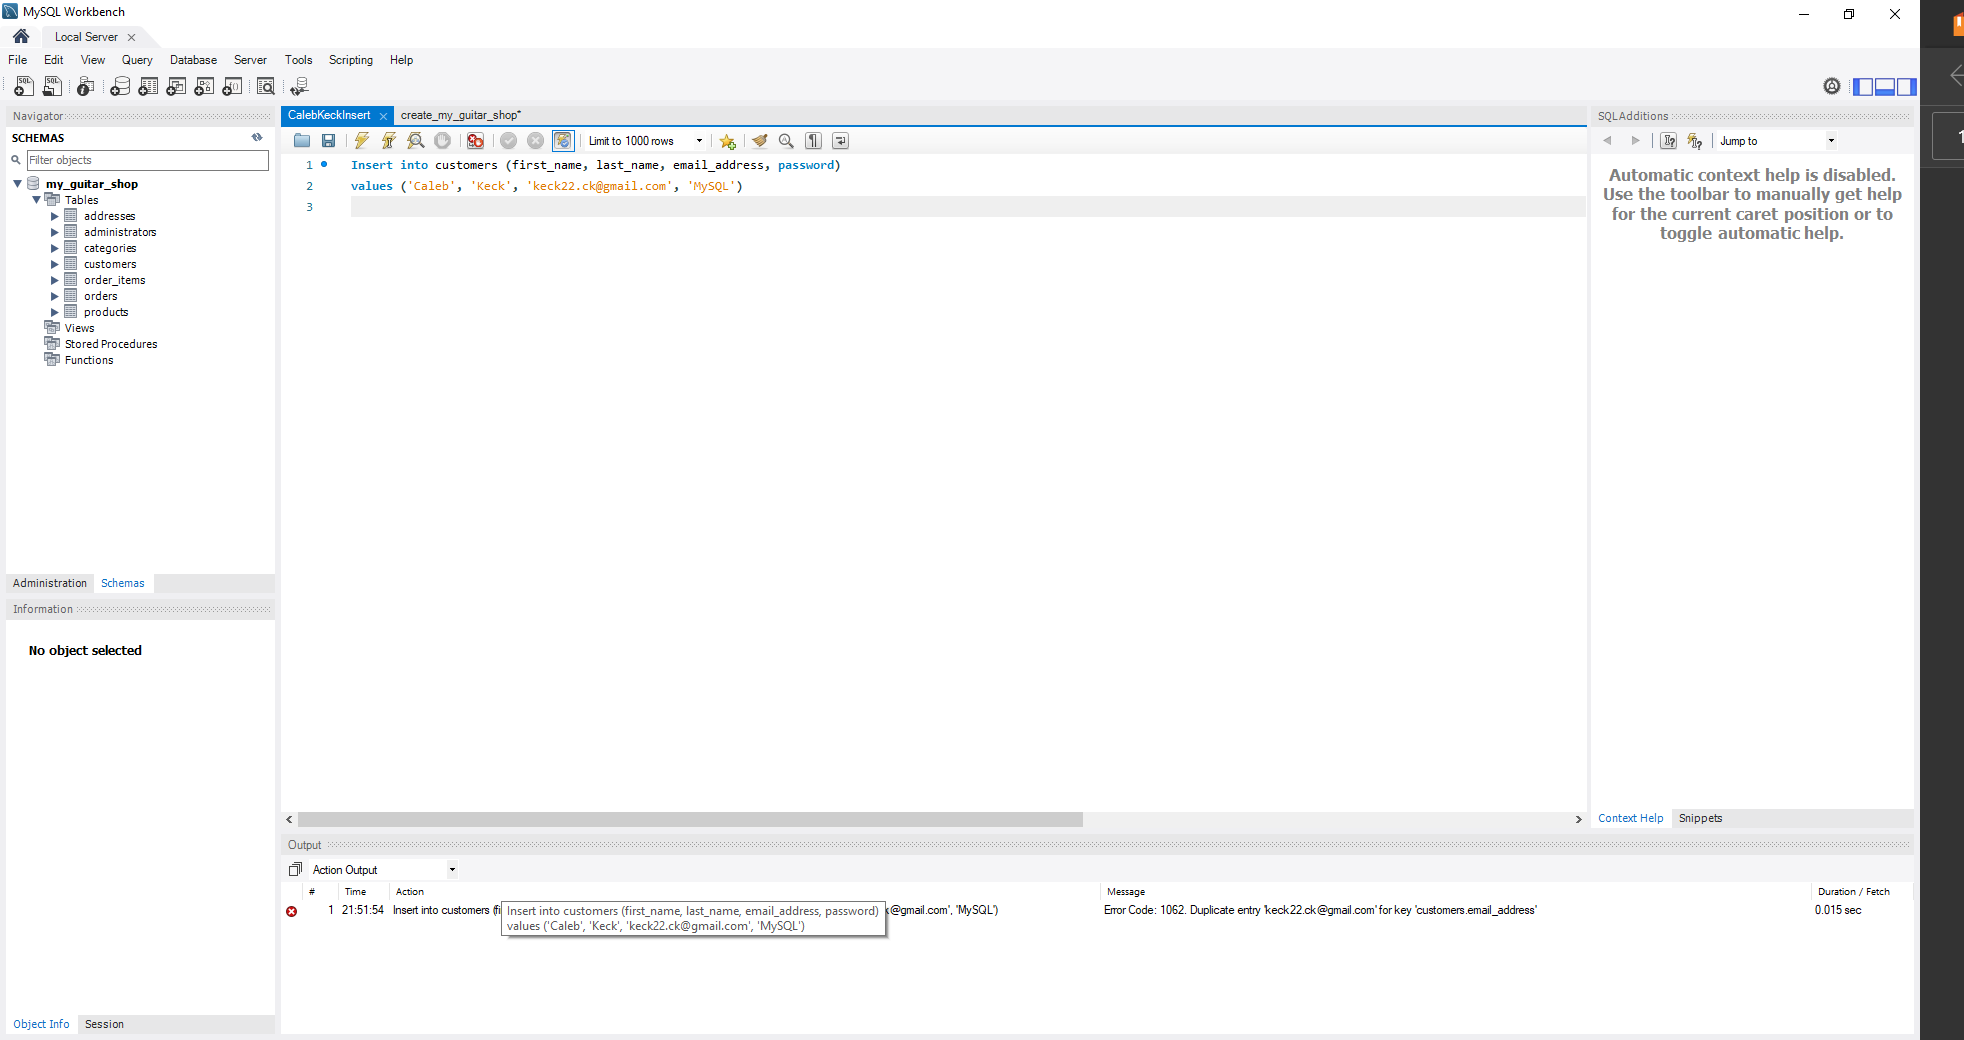 MySQL Workbench
Local Server
File Edit View Query Database Server Tools Scripting Help
Navigator
SCHEMAS
Filter objects
my_guitar_shop
Tables
addresses
administrators
categories
customers
order_items
orders
products
Views
Stored Procedures
Functions
Administration Schemas
Information
No object selected
Object Info Session
CalebKeckInsert create_my_guitar_shop*
Limit to 1000 rows
1 Insert into customers (first_name, last_name, email_address, password)
2 values ('Caleb', 'Keck', 'keck22.ck@gmail.com', 'MySQL')
3
SQLAdditions
Jump to
Automatic context help is disabled.
Use the toolbar to manually get help
for the current caret position or to
toggle automatic help.
Context Help Snippets
Output
Action Output
# Time Action Message Duration / Fetch
1 21:51:54 Insert into customers (fi k@gmail.com', 'MySQL') Error Code: 1062. Duplicate entry 'keck22.ck@gmail.com' for key 'customers.email_address' 0.015 sec
Insert into customers (first_name, last_name, email_address, password)
values ('Caleb', 'Keck', 'keck22.ck@gmail.com', 'MySQL')